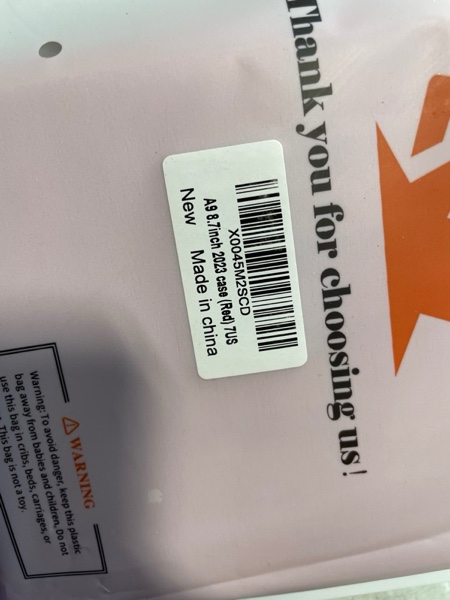 Thank you for choosing us!
X0045M2SCD
A9 8.7inch 2023 case (Red) 7US
New Made in china
WARNING
Warning: To avoid danger, keep this plastic
bag away from babies and children. Do not
use this bag in cribs, beds, carriages, or
This bag is not a toy.